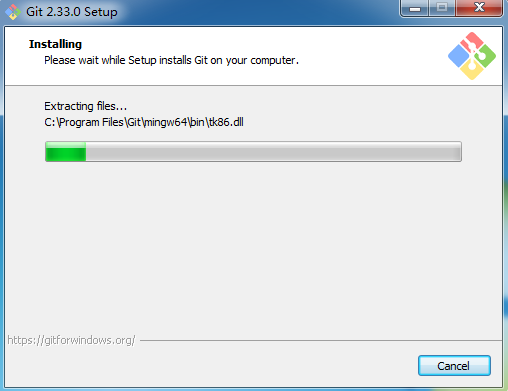 Git 2.33.0 Setup
Installing
Please wait while Setup installs Git on your computer.
Extracting files...
C:\Program Files\Git\mingw64\bin\tk86.dll
https://gitforwindows.org/
Cancel